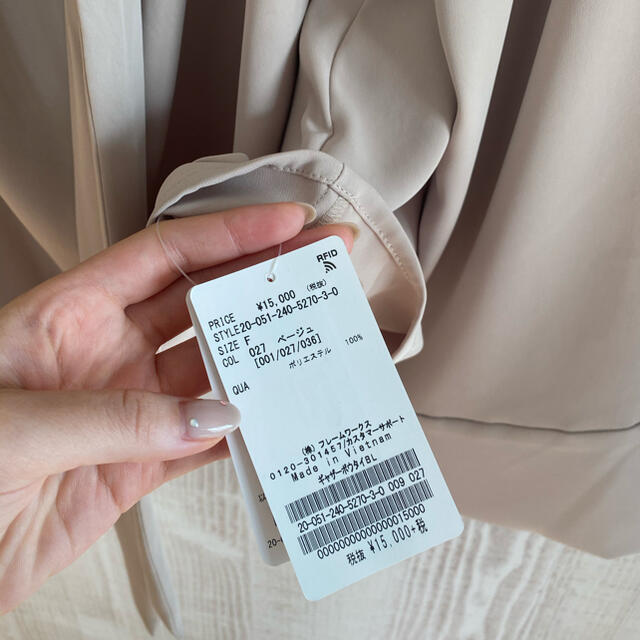 RFID
PRICE ¥15,000 (税抜)
STYLE20-051-240-5270-3-0
SIZE F
COL 027 ベージュ
[001/027/036]
QUA ポリエステル 100%
(株) フレームワークス
0120-301457/カスタマーサポート
Made in Vietnam
ギャザーボウタイBL
20-051-240-5270-3-0 009 027
0000000000000015000
税抜 ¥15,000+税